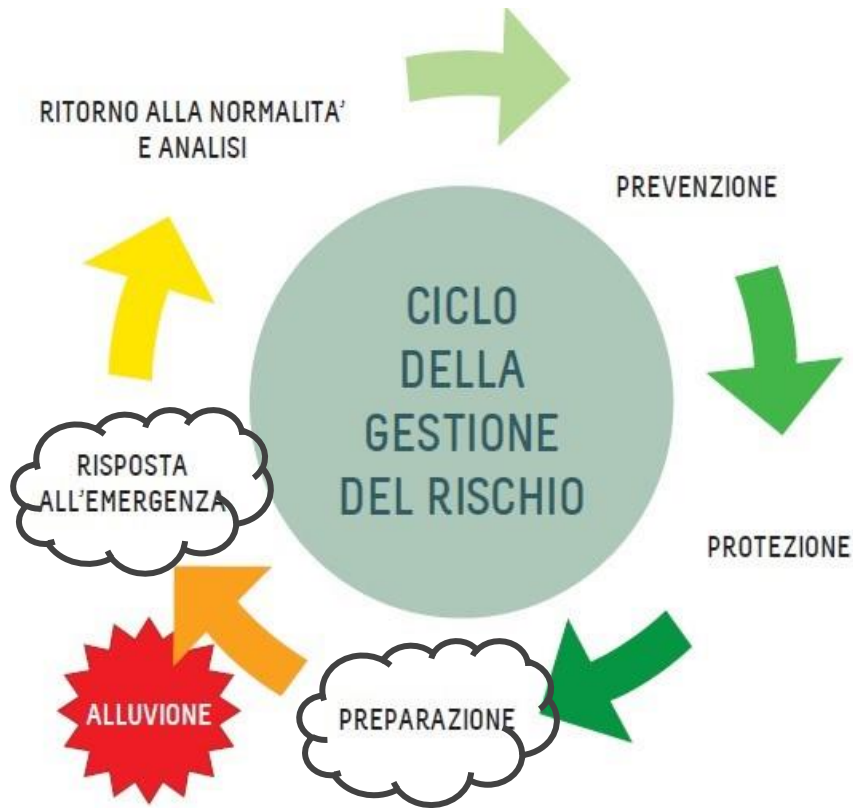 RITORNO ALLA NORMALITA'
E ANALISI
PREVENZIONE
CICLO
DELLA
GESTIONE
DEL RISCHIO
RISPOSTA
ALL'EMERGENZA
PROTEZIONE
ALLUVIONE
PREPARAZIONE